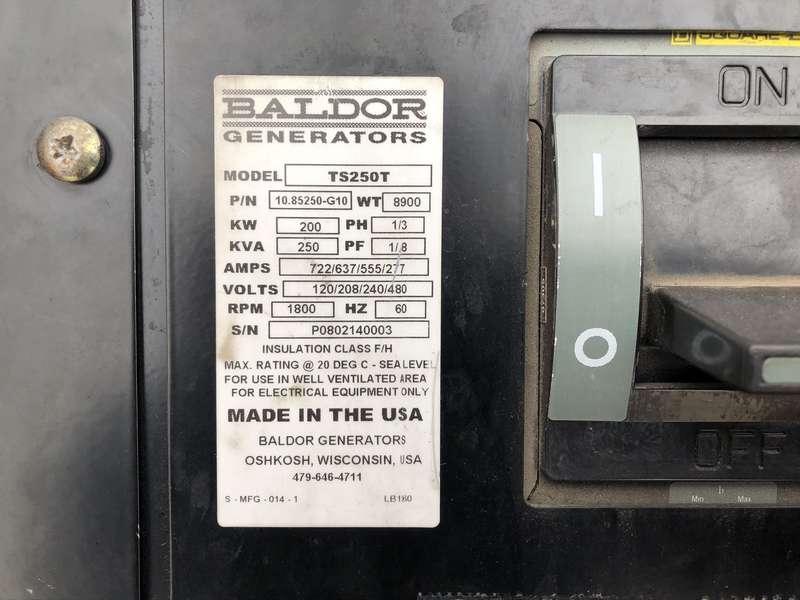 BALDOR
GENERATORS
MODEL TS250T
P/N 10.85250-G10 WT 8900
KW 200 PH 1/3
KVA 250 PF 1/.8
AMPS 722/637/555/277
VOLTS 120/208/240/480
RPM 1800 HZ 60
S/N P0802140003
INSULATION CLASS F/H
MAX. RATING @ 20 DEG C - SEALEVEL
FOR USE IN WELL VENTILATED AREA
FOR ELECTRICAL EQUIPMENT ONLY
MADE IN THE USA
BALDOR GENERATORS
OSHKOSH, WISCONSIN, USA
479-646-4711
S - MFG - 014 - 1 LB160
SQUARE
ON
I
O
OFF
Min Max